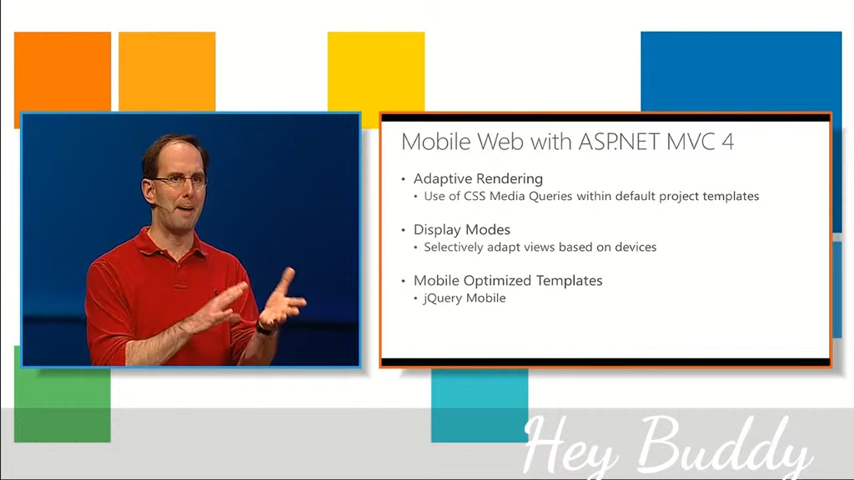 Mobile Web with ASP.NET MVC 4
• Adaptive Rendering
• Use of CSS Media Queries within default project templates
• Display Modes
• Selectively adapt views based on devices
• Mobile Optimized Templates
• jQuery Mobile
Hey Buddy